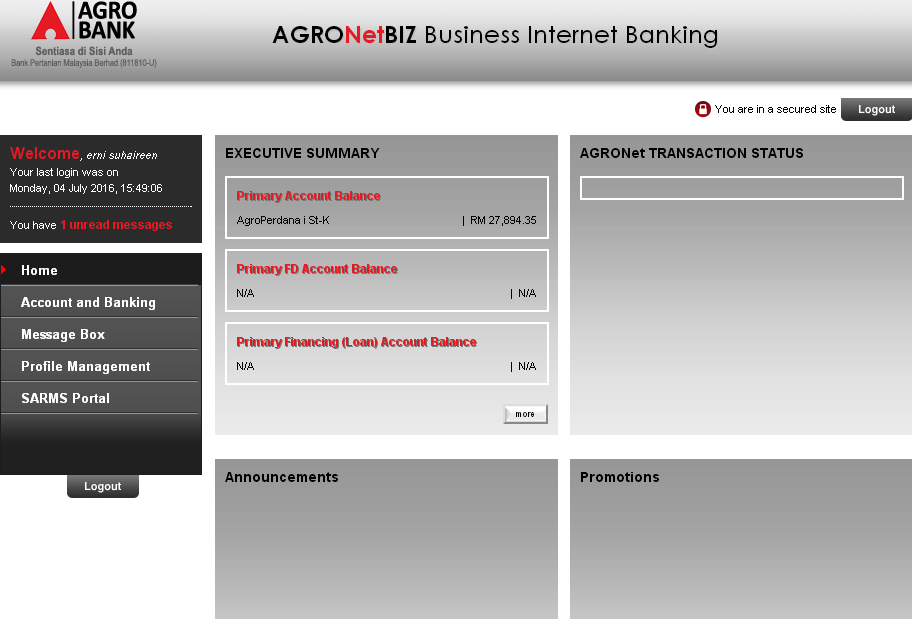 AGRO
BANK
Sentiasa di Sisi Anda
Bank Pertanian Malaysia Berhad (811810-U)
AGRONetBIZ Business Internet Banking
You are in a secured site
Logout
Welcome, erni suhaireen
Your last login was on
Monday, 04 July 2016, 15:49:06
You have 1 unread messages
Home
Account and Banking
Message Box
Profile Management
SARMS Portal
Logout
EXECUTIVE SUMMARY
Primary Account Balance
AgroPerdana i St-K | RM 27,894.35
Primary FD Account Balance
N/A | N/A
Primary Financing (Loan) Account Balance
N/A | N/A
more
AGRONet TRANSACTION STATUS
Announcements
Promotions